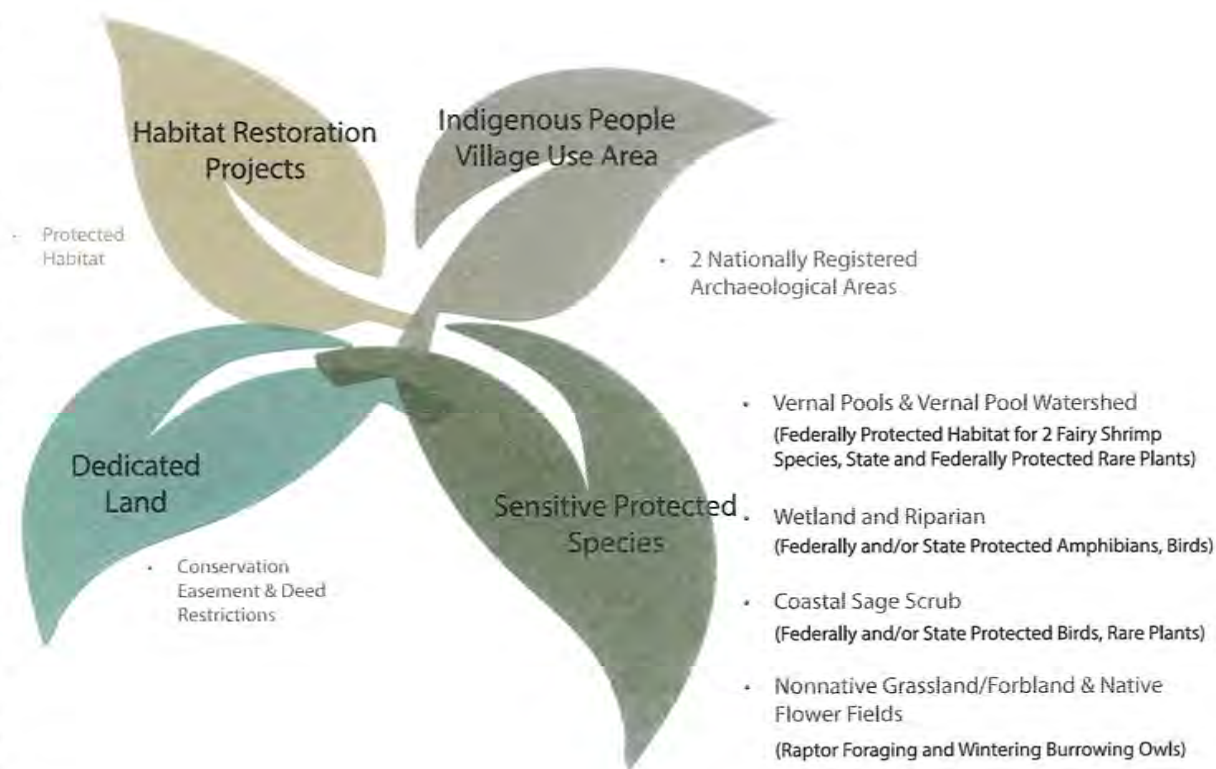 Habitat Restoration
Projects
Indigenous People
Village Use Area
• Protected
Habitat
• 2 Nationally Registered
Archaeological Areas
Dedicated
Land
• Conservation
Easement & Deed
Restrictions
Sensitive Protected
Species
• Vernal Pools & Vernal Pool Watershed
(Federally Protected Habitat for 2 Fairy Shrimp
Species, State and Federally Protected Rare Plants)
• Wetland and Riparian
(Federally and/or State Protected Amphibians, Birds)
• Coastal Sage Scrub
(Federally and/or State Protected Birds, Rare Plants)
• Nonnative Grassland/Forbland & Native
Flower Fields
(Raptor Foraging and Wintering Burrowing Owls)